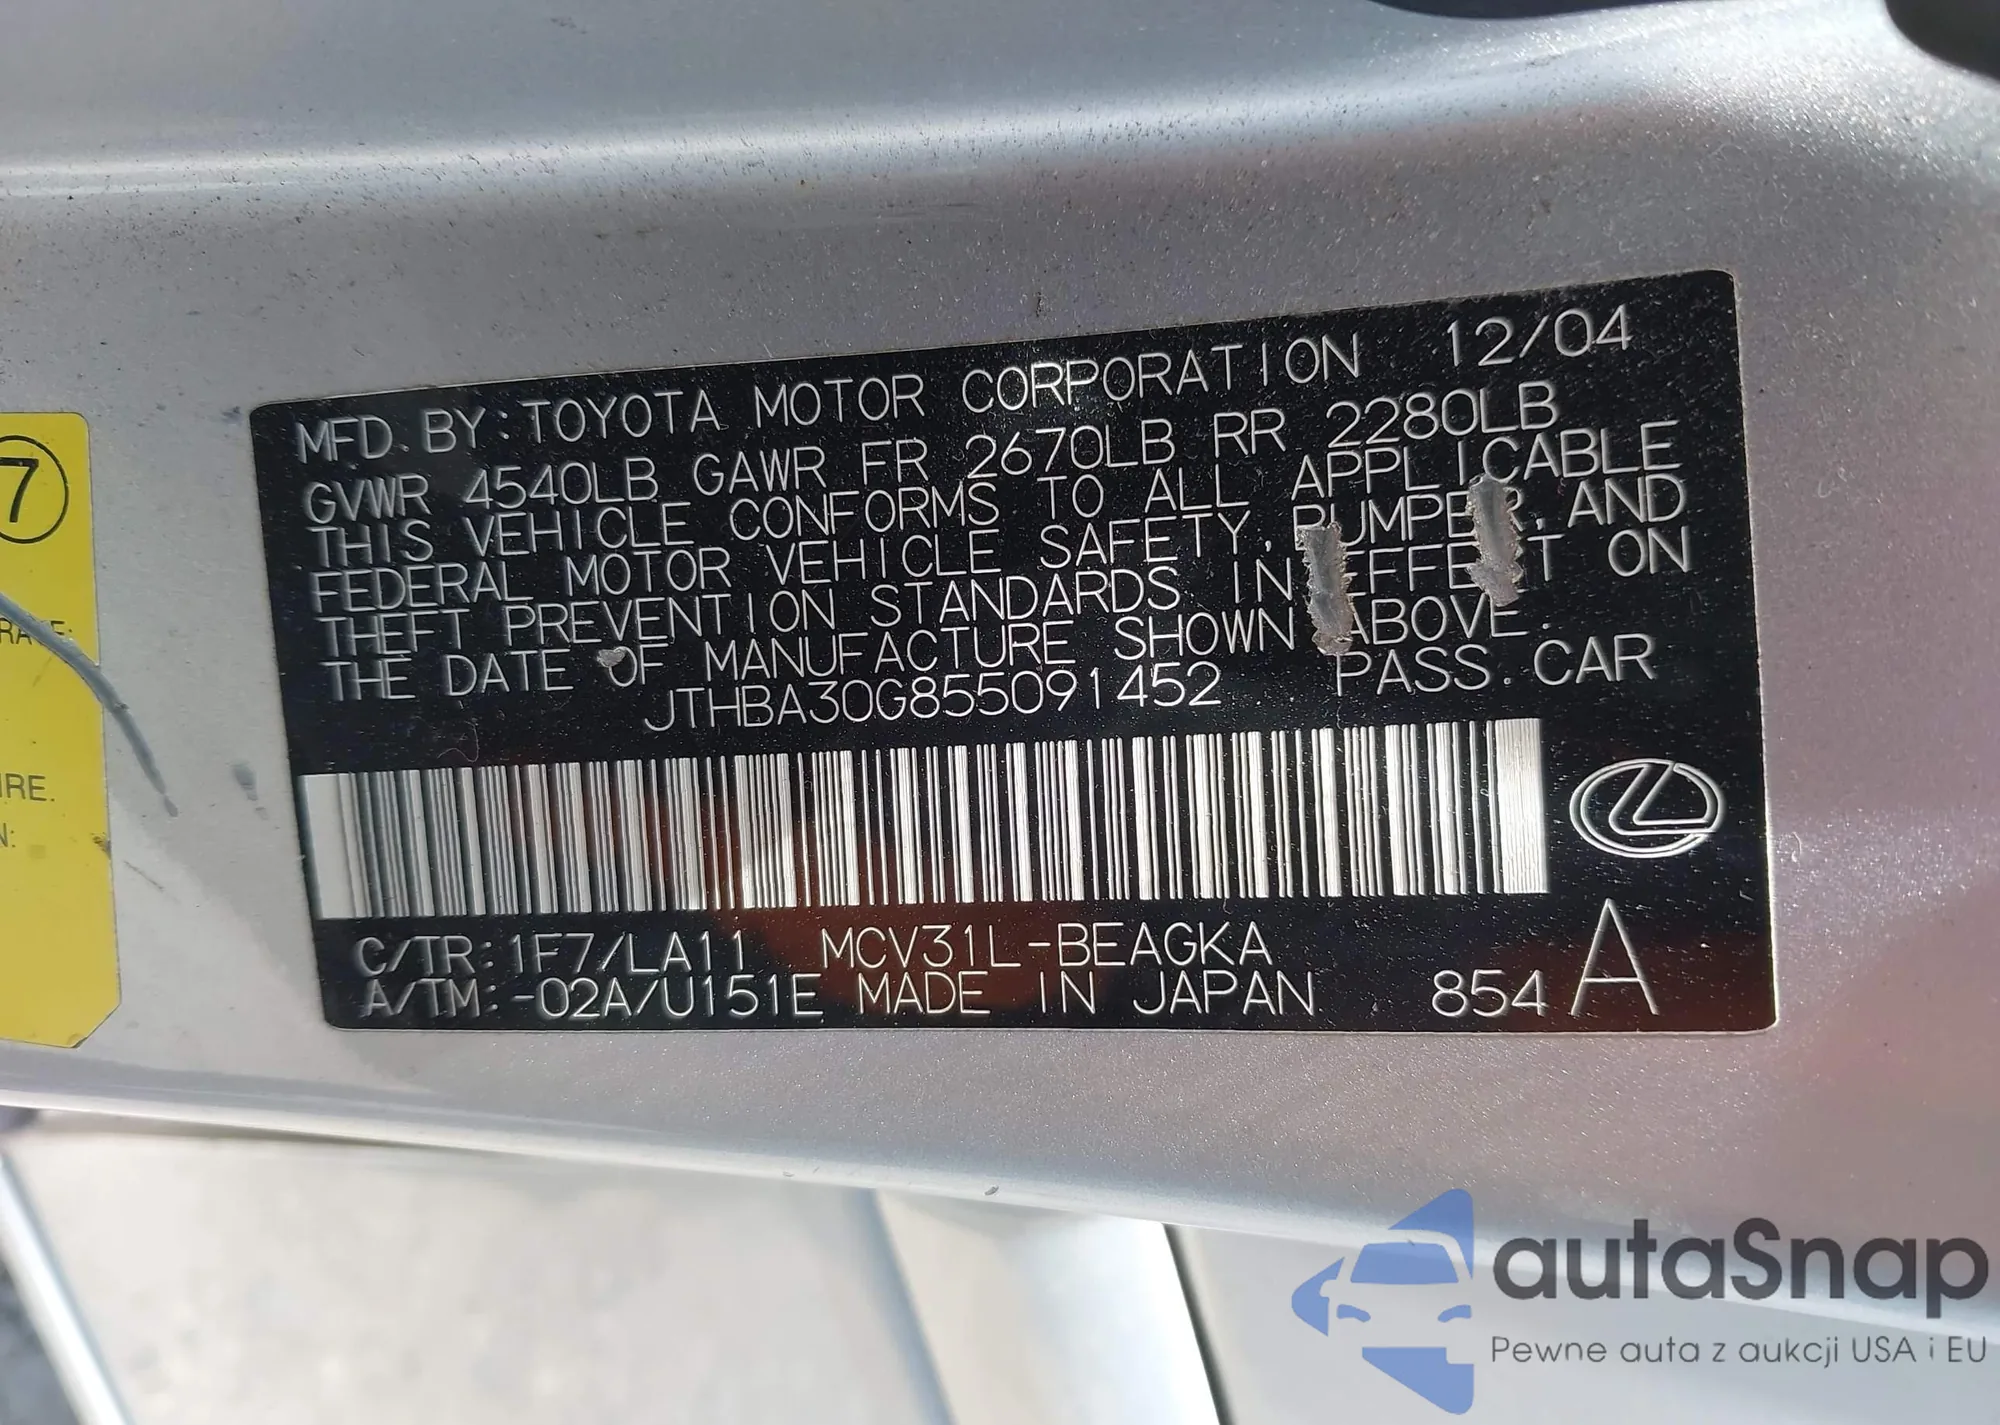 7
RATE:
IRE.
N:
MFD. BY: TOYOTA MOTOR CORPORATION 12/04
GVWR 4540LB GAWR FR 2670LB RR 2280LB
THIS VEHICLE CONFORMS TO ALL APPLICABLE
FEDERAL MOTOR VEHICLE SAFETY, BUMPER, AND
THEFT PREVENTION STANDARDS IN EFFECT ON
THE DATE OF MANUFACTURE SHOWN ABOVE.
JTHBA30G855091452 PASS. CAR
C/TR: 1F7/LA11 MCV31L-BEAGKA
A/TM: -02A/U151E MADE IN JAPAN 854 A
autaSnap
Pewne auta z aukcji USA i EU